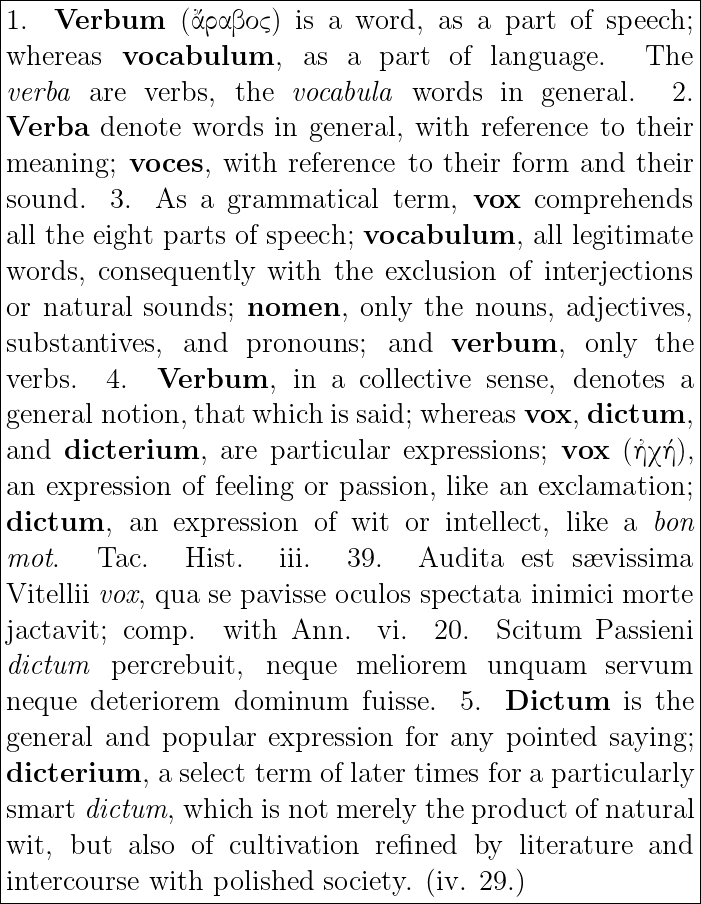 1. Verbum (ἄραβος) is a word, as a part of speech;
whereas vocabulum, as a part of language. The
verba are verbs, the vocabula words in general. 2.
Verba denote words in general, with reference to their
meaning; voces, with reference to their form and their
sound. 3. As a grammatical term, vox comprehends
all the eight parts of speech; vocabulum, all legitimate
words, consequently with the exclusion of interjections
or natural sounds; nomen, only the nouns, adjectives,
substantives, and pronouns; and verbum, only the
verbs. 4. Verbum, in a collective sense, denotes a
general notion, that which is said; whereas vox, dictum,
and dicterium, are particular expressions; vox (ἠχή),
an expression of feeling or passion, like an exclamation;
dictum, an expression of wit or intellect, like a bon
mot. Tac. Hist. iii. 39. Audita est sævissima
Vitellii vox, qua se pavisse oculos spectata inimici morte
jactavit; comp. with Ann. vi. 20. Scitum Passieni
dictum percrebuit, neque meliorem unquam servum
neque deteriorem dominum fuisse. 5. Dictum is the
general and popular expression for any pointed saying;
dicterium, a select term of later times for a particularly
smart dictum, which is not merely the product of natural
wit, but also of cultivation refined by literature and
intercourse with polished society. (iv. 29.)